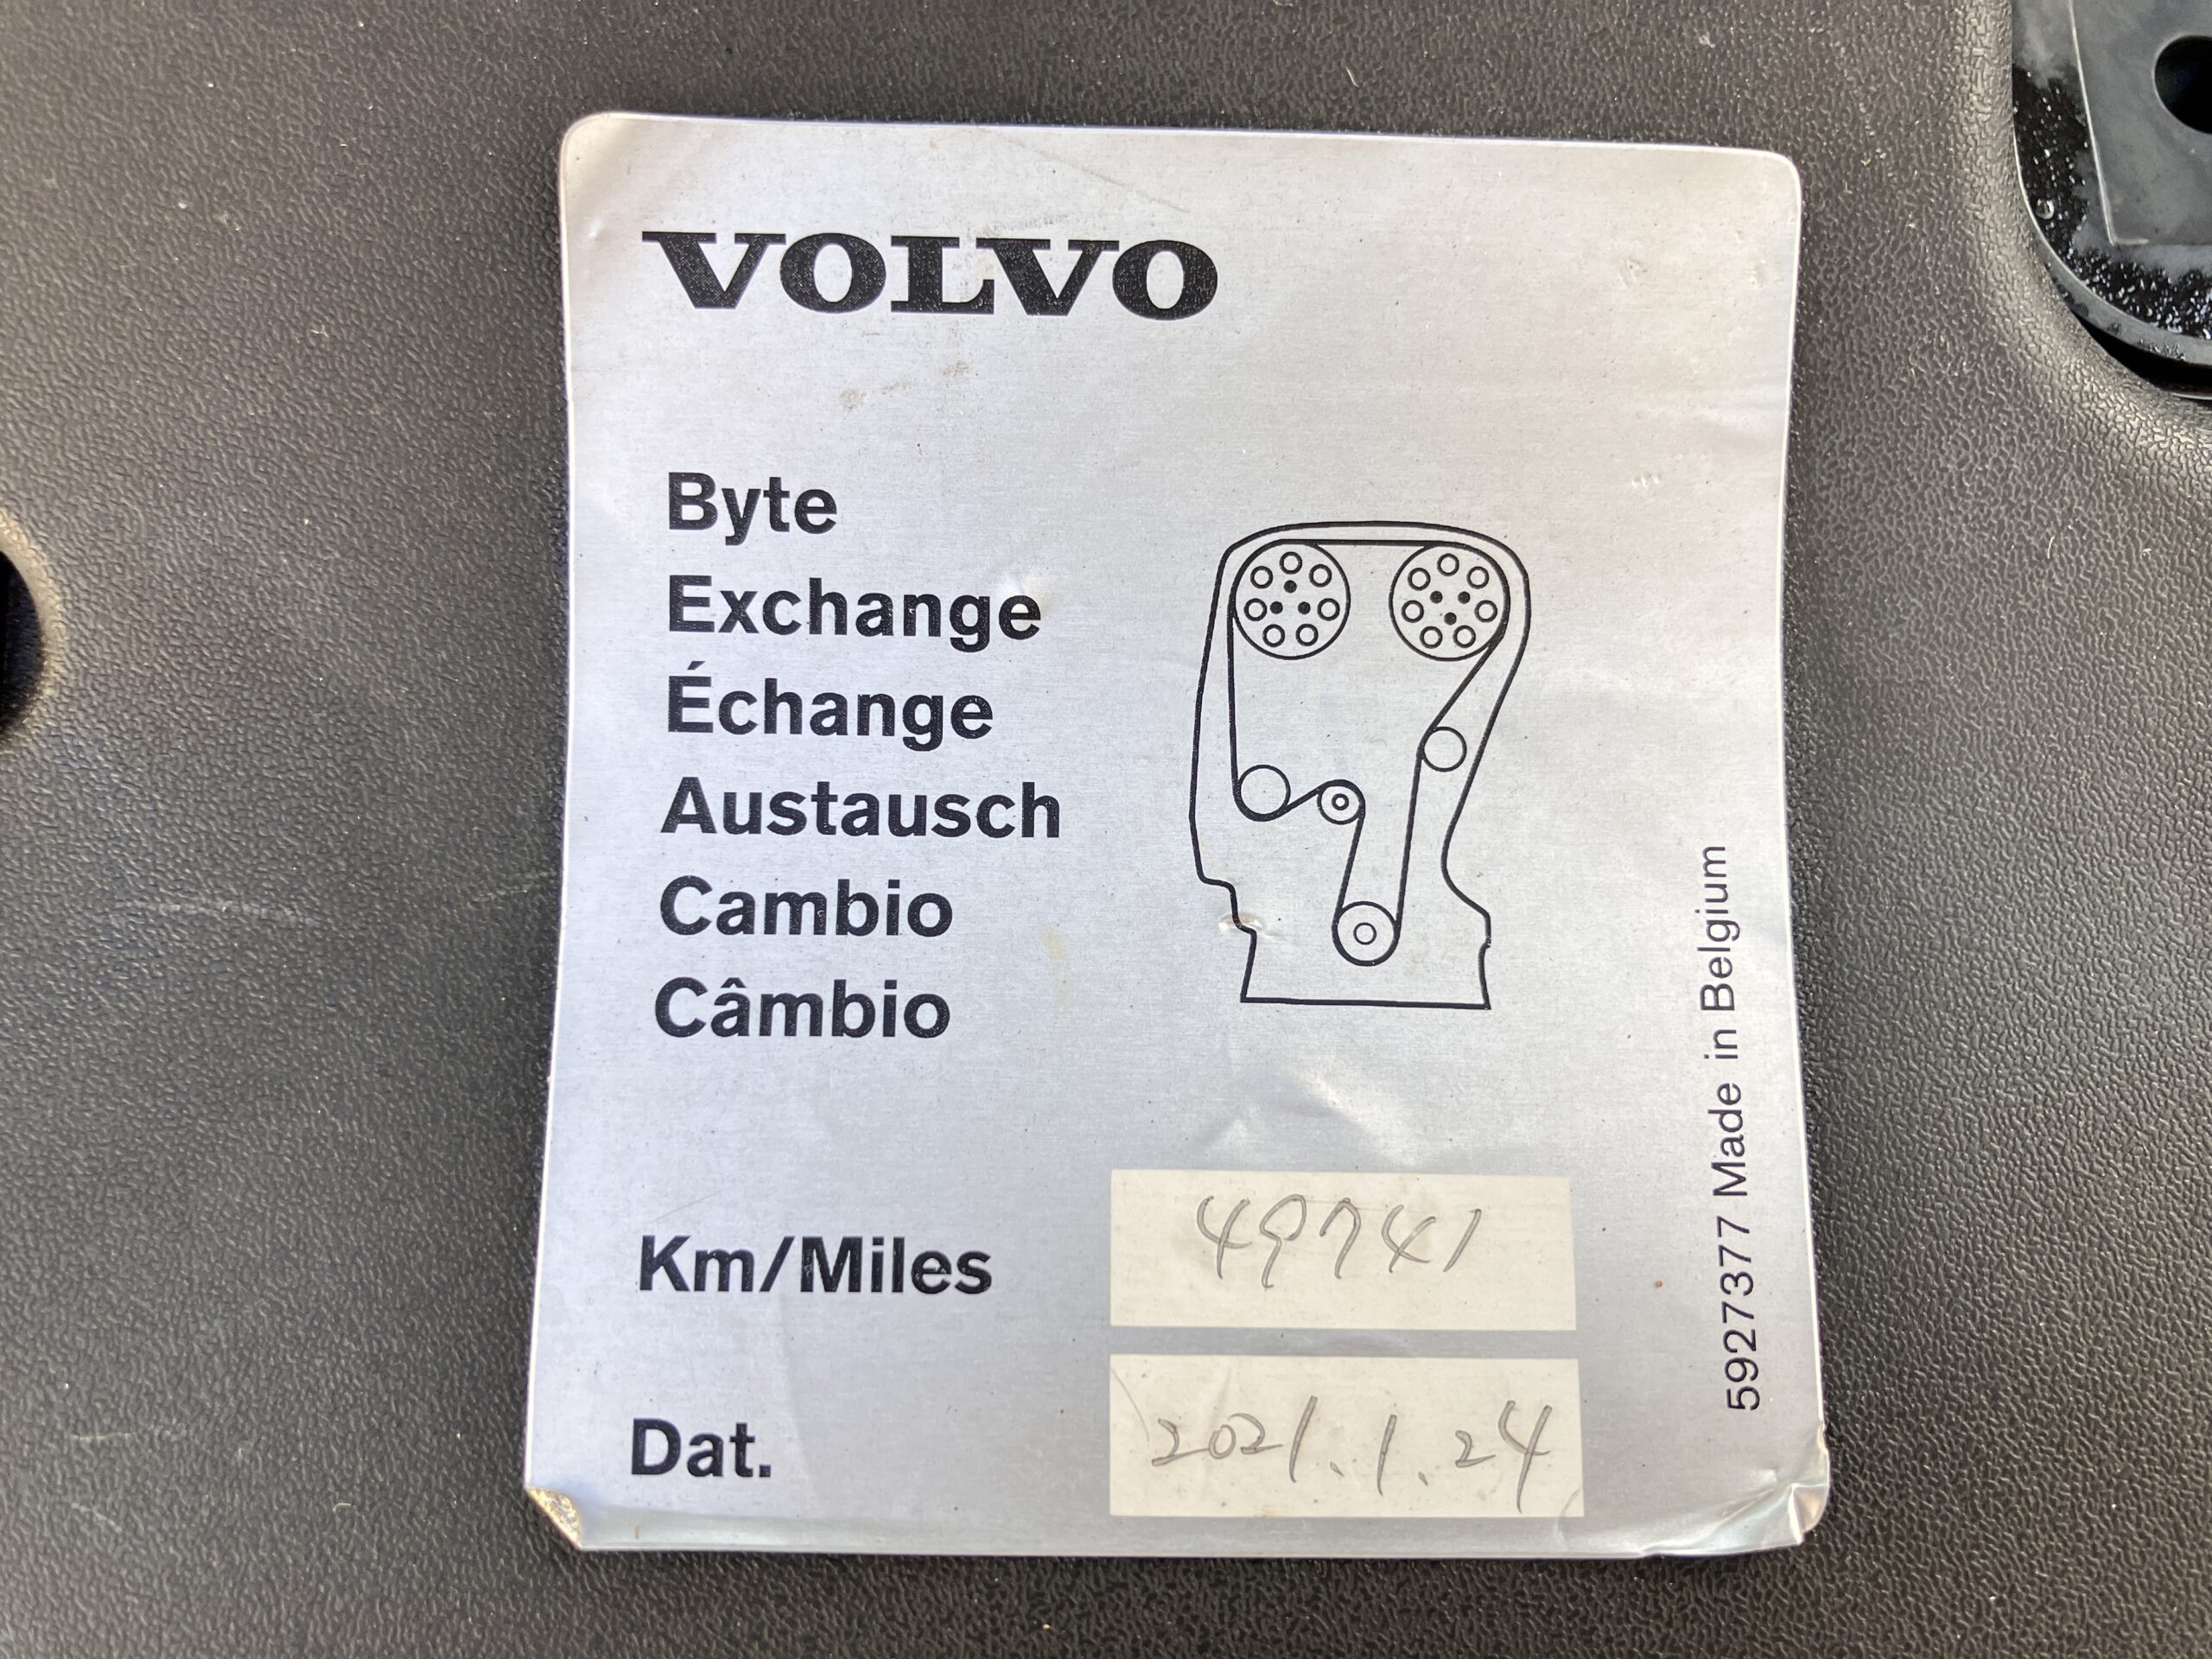 VOLVO
Byte
Exchange
Échange
Austausch
Cambio
Câmbio
Km/Miles 49741
Dat. 2021.1.24
5927377 Made in Belgium